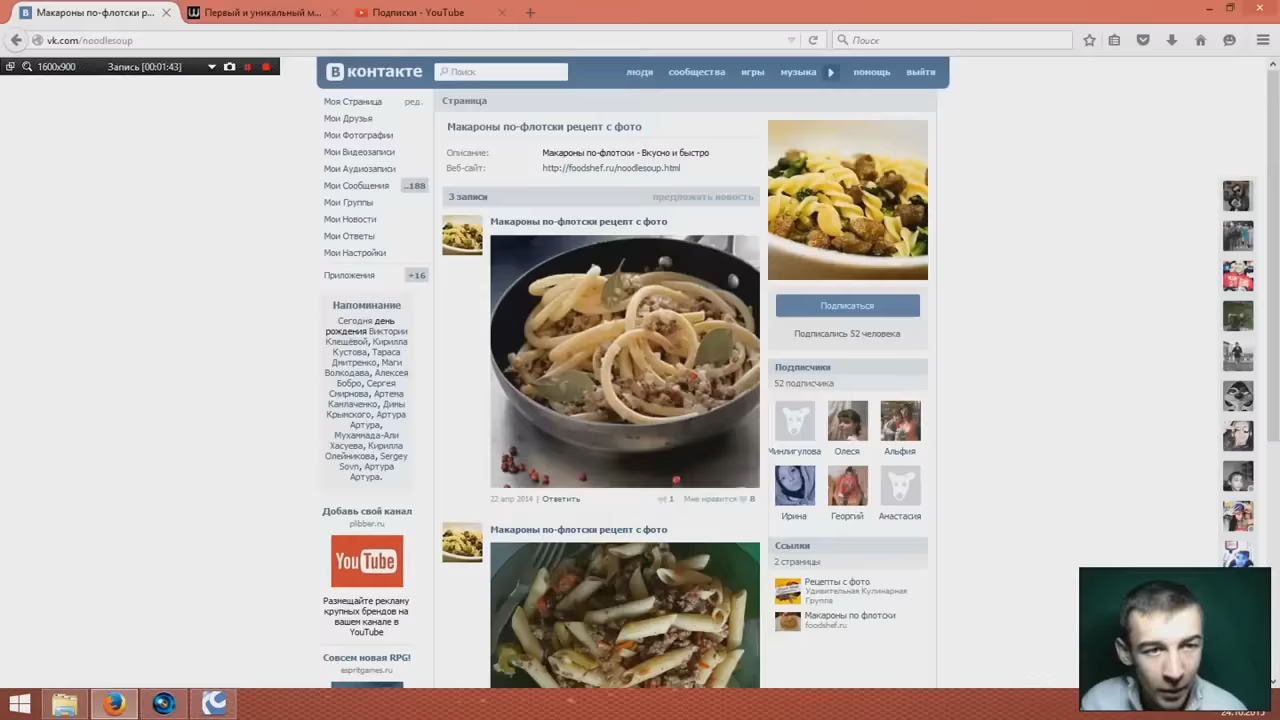 Макароны по-флотски р...
Первый и уникальный м...
Подписки - YouTube
vk.com/noodlesoup
Поиск
1600x900
Запись [00:01:43]
В контакте
Поиск
люди
сообщества
игры
музыка
помощь
выйти
Моя Страница
ред.
Мои Друзья
Мои Фотографии
Мои Видеозаписи
Мои Аудиозаписи
Мои Сообщения
..188
Мои Группы
Мои Новости
Мои Ответы
Мои Настройки
Приложения
+16
Напоминание
Сегодня день
рождения Виктории
Клещёвой, Кирилла
Кустова, Тараса
Дмитренко, Маги
Волкодава, Алексея
Бобро, Сергея
Смирнова, Артема
Канлаченко, Димы
Крымского, Артура
Артура,
Мухаммада-Али
Хасуева, Кирилла
Олейникова, Sergey
Sovn, Артура
Артура.
Добавь свой канал
plibber.ru
YouTube
Размещайте рекламу
крупных брендов на
вашем канале в
YouTube
Совсем новая RPG!
espritgames.ru
Страница
Макароны по-флотски рецепт с фото
Описание:
Макароны по-флотски - Вкусно и быстро
Веб-сайт:
http://foodshef.ru/noodlesoup.html
3 записи
предложить новость
Макароны по-флотски рецепт с фото
22 апр 2014 | Ответить
1
Мне нравится
8
Макароны по-флотски рецепт с фото
Подписаться
Подписались 52 человека
Подписчики
52 подписчика
Минлигулова
Олеся
Альфия
Ирина
Георгий
Анастасия
Ссылки
2 страницы
Рецепты с фото
Удивительная Кулинарная
Группа
Макароны по флотски
foodshef.ru
24.10.2015